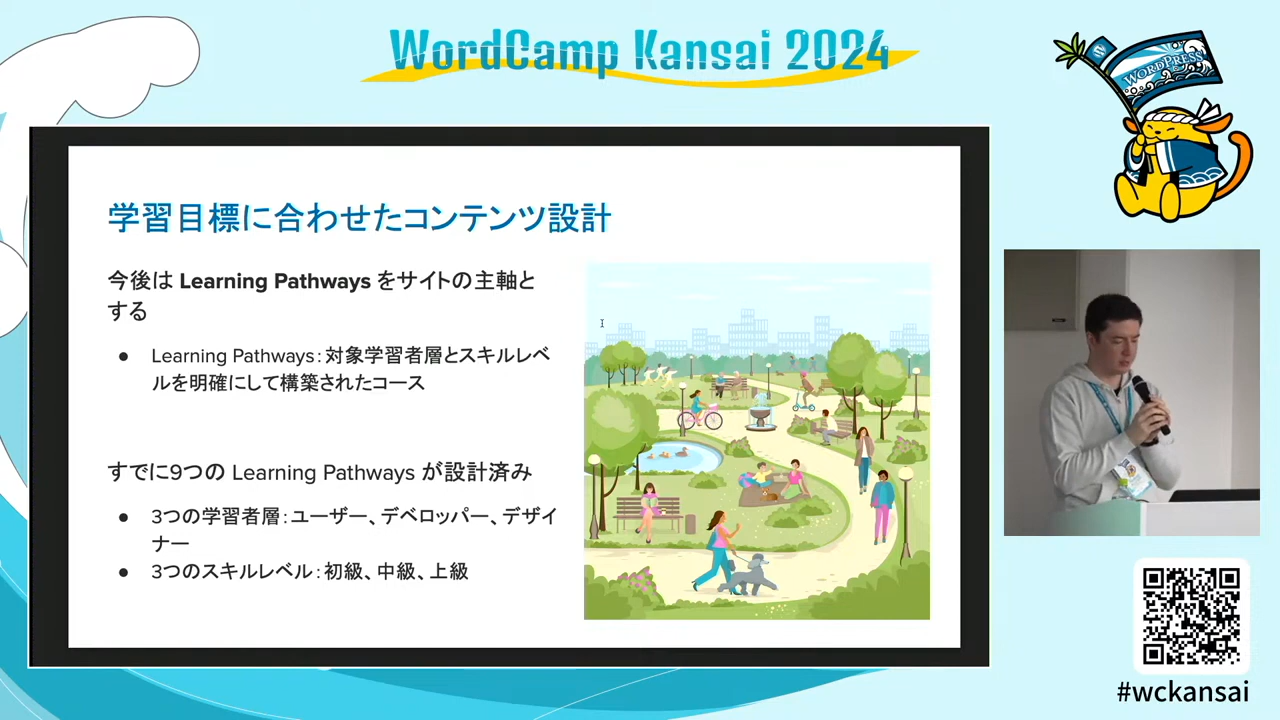 WordCamp Kansai 2024
WORDPRESS
学習目標に合わせたコンテンツ設計
今後は Learning Pathways をサイトの主軸と
する
● Learning Pathways：対象学習者層とスキルレベ
ルを明確にして構築されたコース
すでに9つの Learning Pathways が設計済み
● 3つの学習者層：ユーザー、デベロッパー、デザイ
ナー
● 3つのスキルレベル：初級、中級、上級
#wckansai